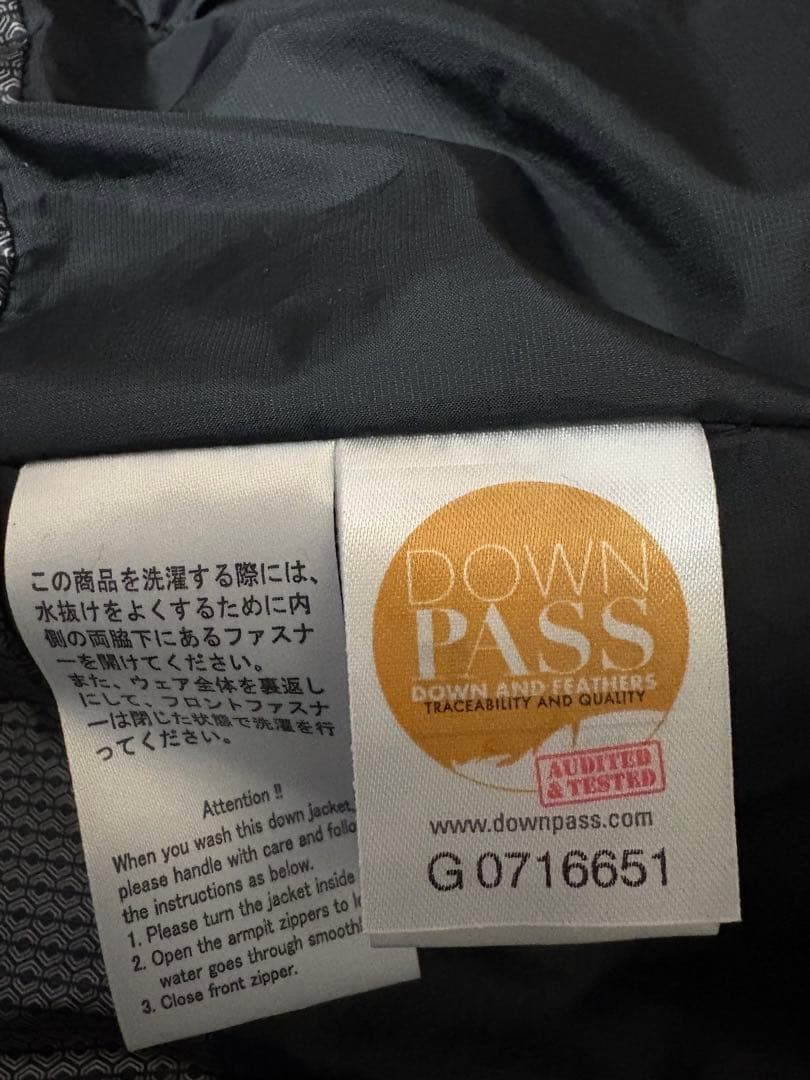 この商品を洗濯する際には、
水抜けをよくするために内
側の両脇下にあるファスナ
ーを開けてください。
また、ウェア全体を裏返し
にして、フロントファスナ
ーは閉じた状態で洗濯を行
ってください。
Attention !!
When you wash this down jacket,
please handle with care and
the instructions as below.
1. Please turn the jacket inside
2. Open the armpit zippers to
water goes through
3. Close front zipper.
DOWN
PASS
DOWN AND FEATHERS
TRACEABILITY AND QUALITY
AUDITED
& TESTED
www.downpass.com
G 0716651